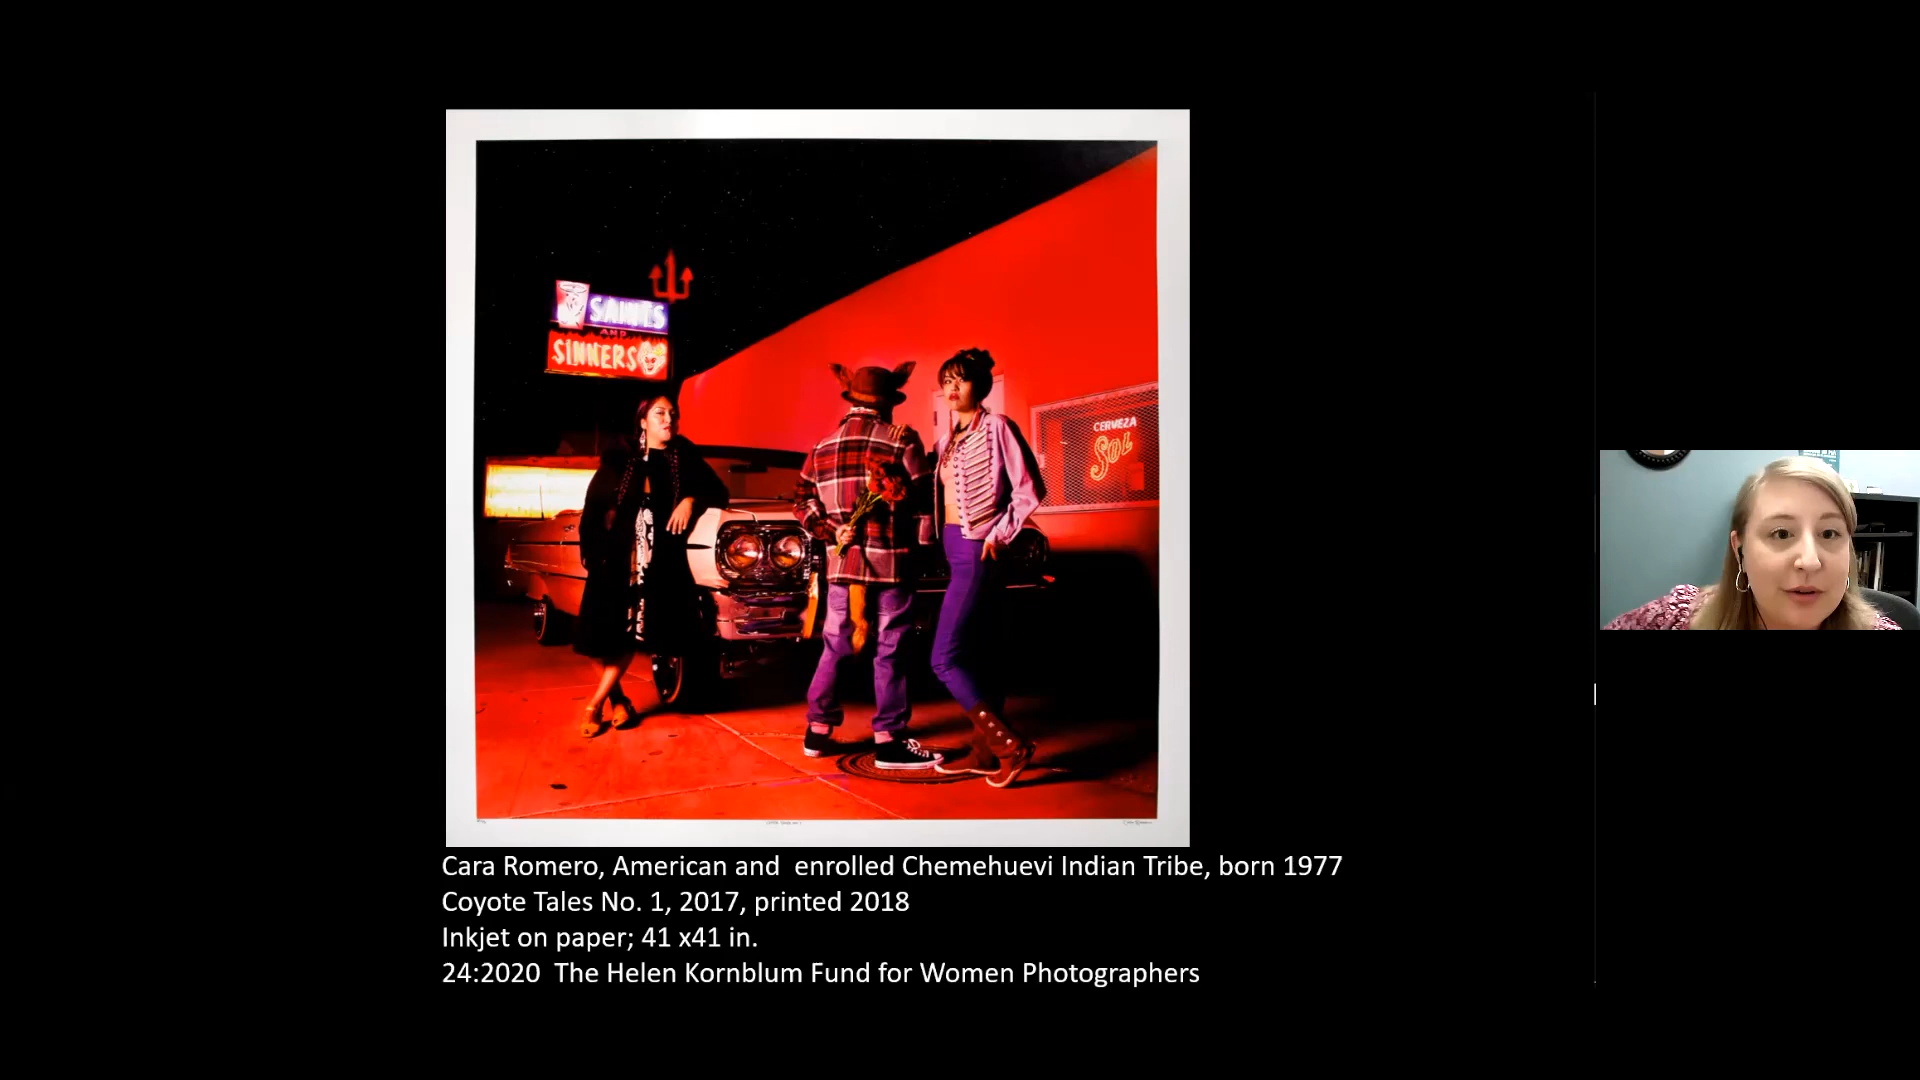 SAINTS
AND
SINNERS
CERVEZA
Sol
Cara Romero, American and  enrolled Chemehuevi Indian Tribe, born 1977
Coyote Tales No. 1, 2017, printed 2018
Inkjet on paper; 41 x41 in.
24:2020  The Helen Kornblum Fund for Women Photographers